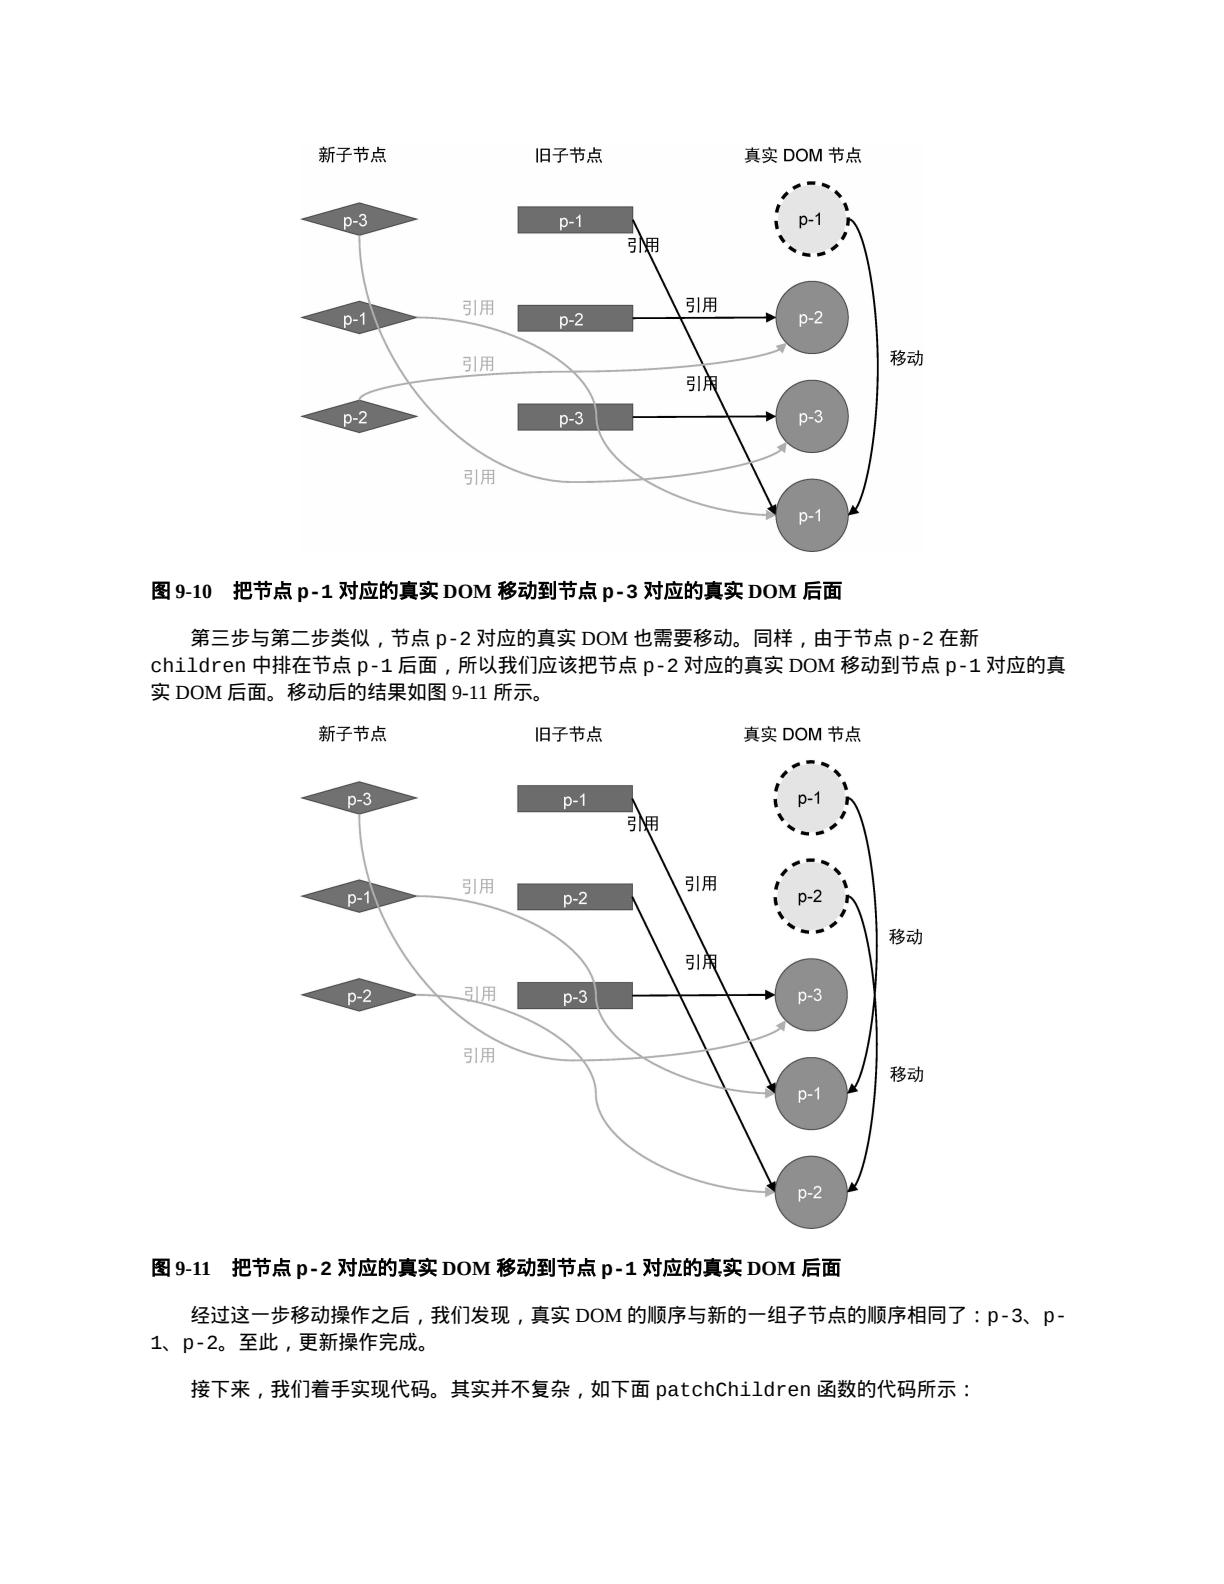 新子节点 旧子节点 真实 DOM 节点
p-3 p-1 p-1
引用
p-1 引用 p-2 引用 p-2
引用 移动
引用
p-2 p-3 p-3
引用
p-1
图 9-10 把节点 p-1 对应的真实 DOM 移动到节点 p-3 对应的真实 DOM 后面
第三步与第二步类似，节点 p-2 对应的真实 DOM 也需要移动。同样，由于节点 p-2 在新
children 中排在节点 p-1 后面，所以我们应该把节点 p-2 对应的真实 DOM 移动到节点 p-1 对应的真
实 DOM 后面。移动后的结果如图 9-11 所示。
新子节点 旧子节点 真实 DOM 节点
p-3 p-1 p-1
引用
引用 引用
p-1 p-2 p-2
移动
引用
p-2 引用 p-3 p-3
引用
移动
p-1
p-2
图 9-11 把节点 p-2 对应的真实 DOM 移动到节点 p-1 对应的真实 DOM 后面
经过这一步移动操作之后，我们发现，真实 DOM 的顺序与新的一组子节点的顺序相同了：p-3、p-
1、p-2。至此，更新操作完成。
接下来，我们着手实现代码。其实并不复杂，如下面 patchChildren 函数的代码所示：